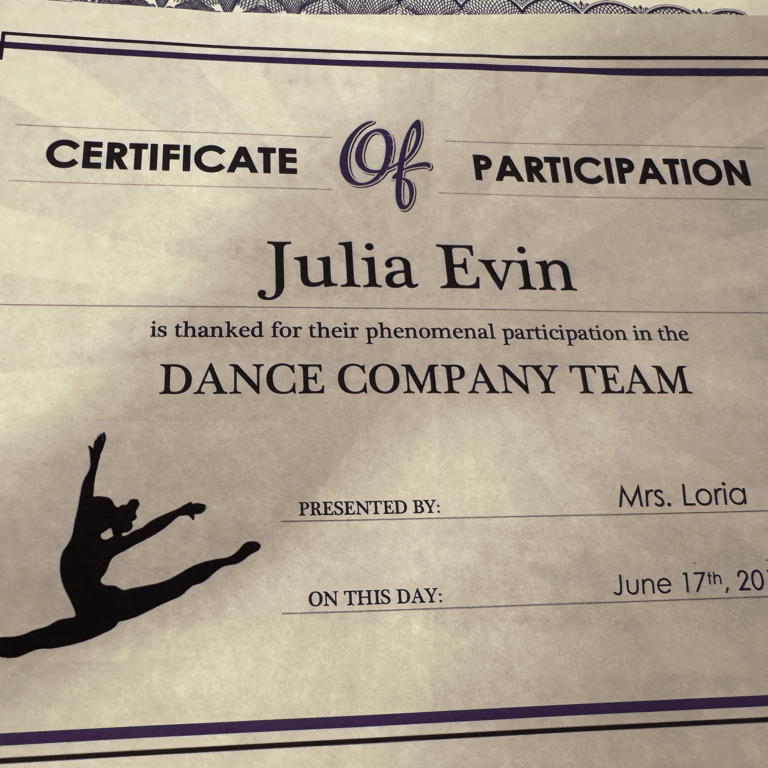 CERTIFICATE Of PARTICIPATION
Julia Evin
is thanked for their phenomenal participation in the
DANCE COMPANY TEAM
PRESENTED BY: Mrs. Loria
ON THIS DAY: June 17th,